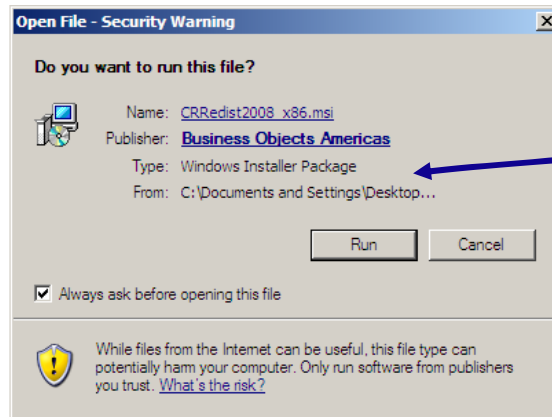 Open File - Security Warning
Do you want to run this file?
Name: CRRedist2008_x86.msi
Publisher: Business Objects Americas
Type: Windows Installer Package
From: C:\Documents and Settings\Desktop...
Run Cancel
Always ask before opening this file
While files from the Internet can be useful, this file type can
potentially harm your computer. Only run software from publishers
you trust. What's the risk?